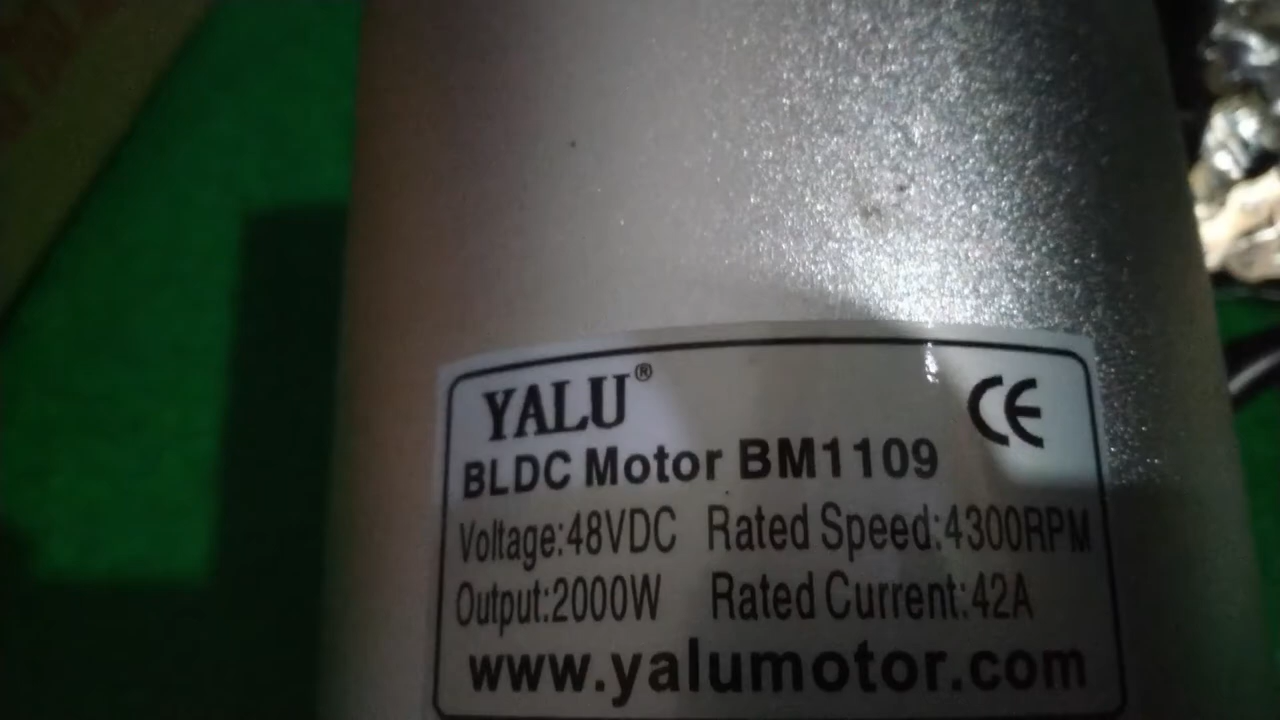 YALU® CE
BLDC Motor BM1109
Voltage:48VDC Rated Speed:4300RPM
Output:2000W Rated Current:42A
www.yalumotor.com